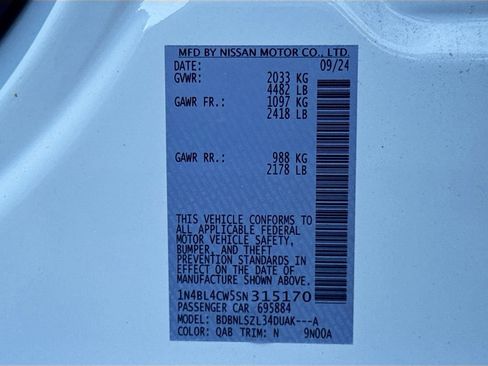 MFD BY NISSAN MOTOR CO., LTD.
DATE: 09/24
GVWR: 2033 KG
4482 LB
GAWR FR.: 1097 KG
2418 LB
GAWR RR.: 988 KG
2178 LB
THIS VEHICLE CONFORMS TO
ALL APPLICABLE FEDERAL
MOTOR VEHICLE SAFETY,
BUMPER, AND THEFT
PREVENTION STANDARDS IN
EFFECT ON THE DATE OF
MANUFACTURE SHOWN ABOVE.
1N4BL4CW5SN315170
PASSENGER CAR 695884
MODEL: BDBNLSZL34DUAK---A
COLOR: QAB TRIM: N 9N00A